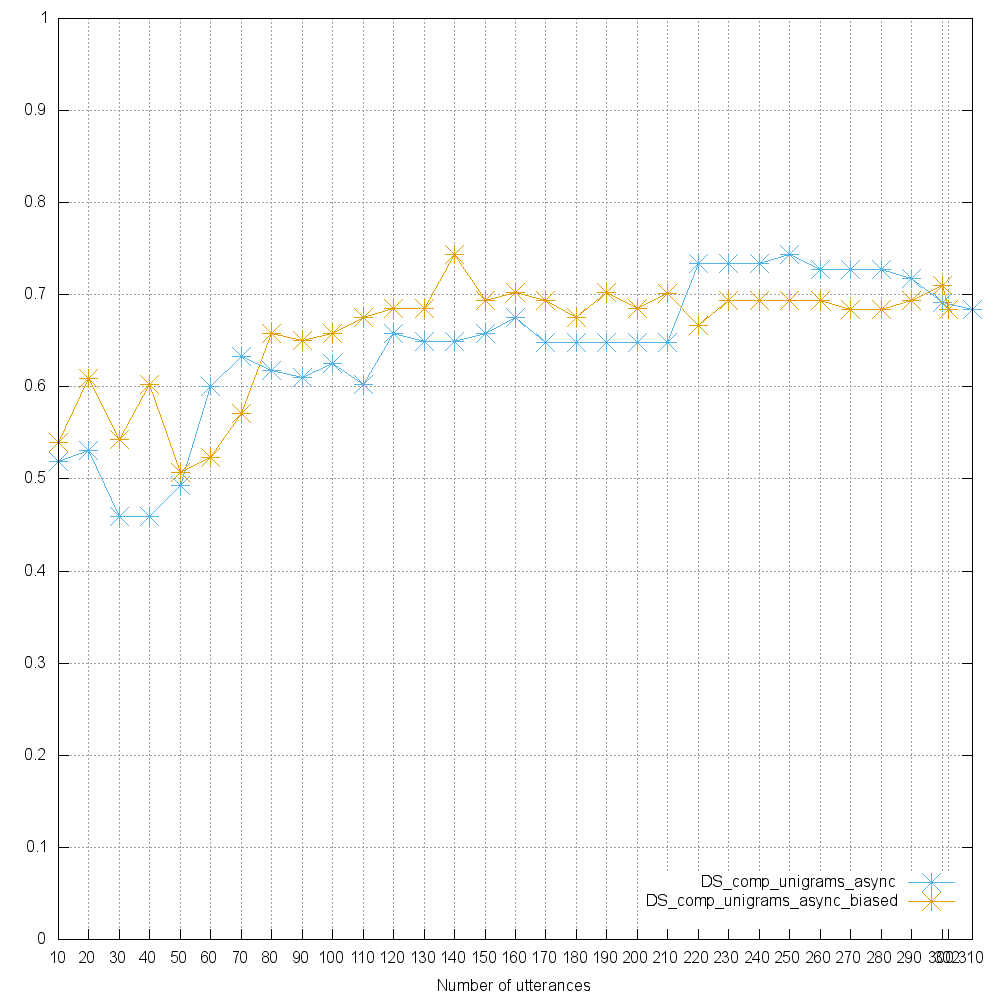 1
0.9
0.8
0.7
0.6
0.5
0.4
0.3
0.2
0.1
0
DS_comp_unigrams_async
DS_comp_unigrams_async_biased
10 20 30 40 50 60 70 80 90 100 110 120 130 140 150 160 170 180 190 200 210 220 230 240 250 260 270 280 290 300 302 310
Number of utterances